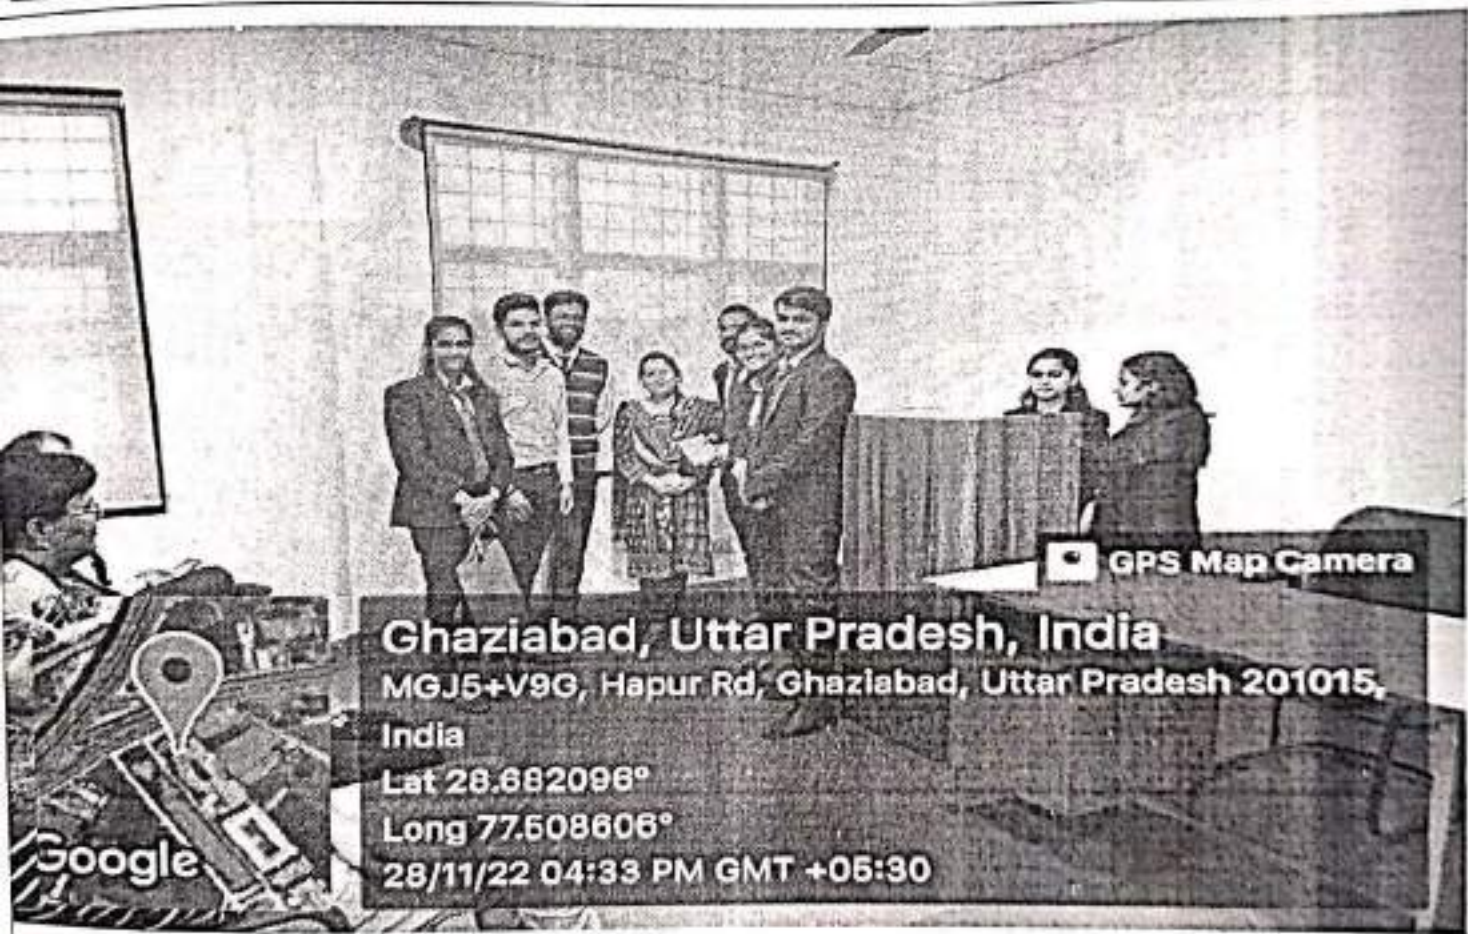 GPS Map Camera
Ghaziabad, Uttar Pradesh, India
MGJ5+V9G, Hapur Rd, Ghaziabad, Uttar Pradesh 201015,
India
Lat 28.682096°
Long 77.508606°
28/11/22 04:33 PM GMT +05:30
Google